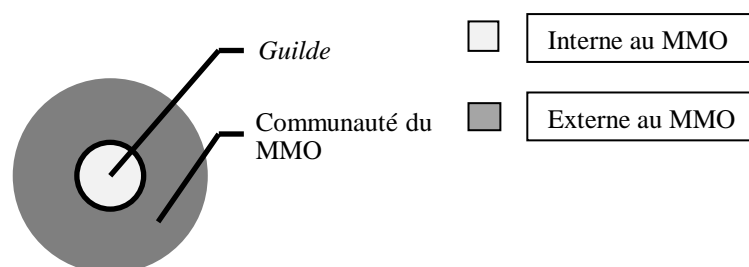 Guilde
Communauté du
MMO
Interne au MMO
Externe au MMO